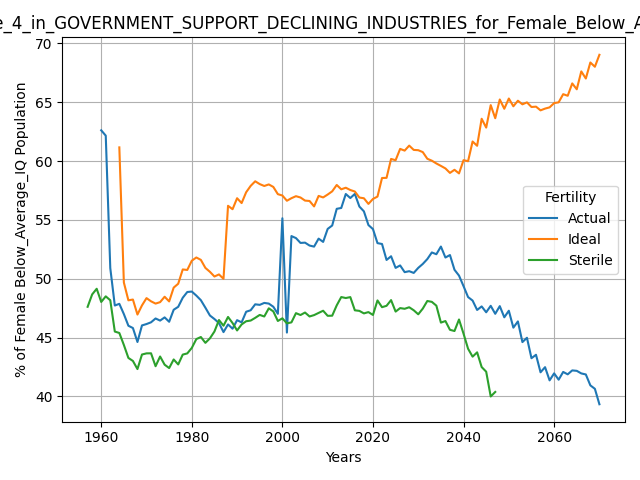 e_4_in_GOVERNMENT_SUPPORT_DECLINING_INDUSTRIES_for_Female_Below_A
70
65
60
55
50
45
40
% of Female Below_Average_IQ Population
1960
1980
2000
2020
2040
2060
Years
Fertility
Actual
Ideal
Sterile